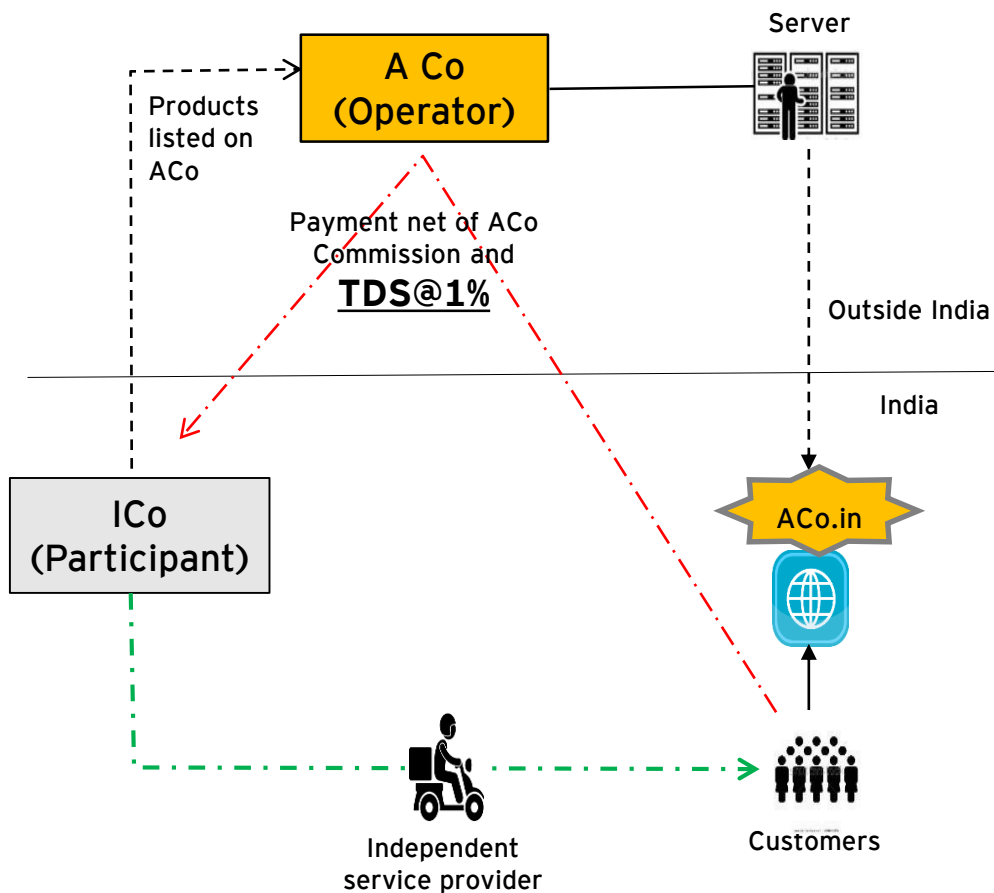 Server
A Co
(Operator)
Products
listed on
ACo
Payment net of ACo
Commission and
TDS@1%
Outside India
India
ACo.in
ICo
(Participant)
Independent
service provider
Customers